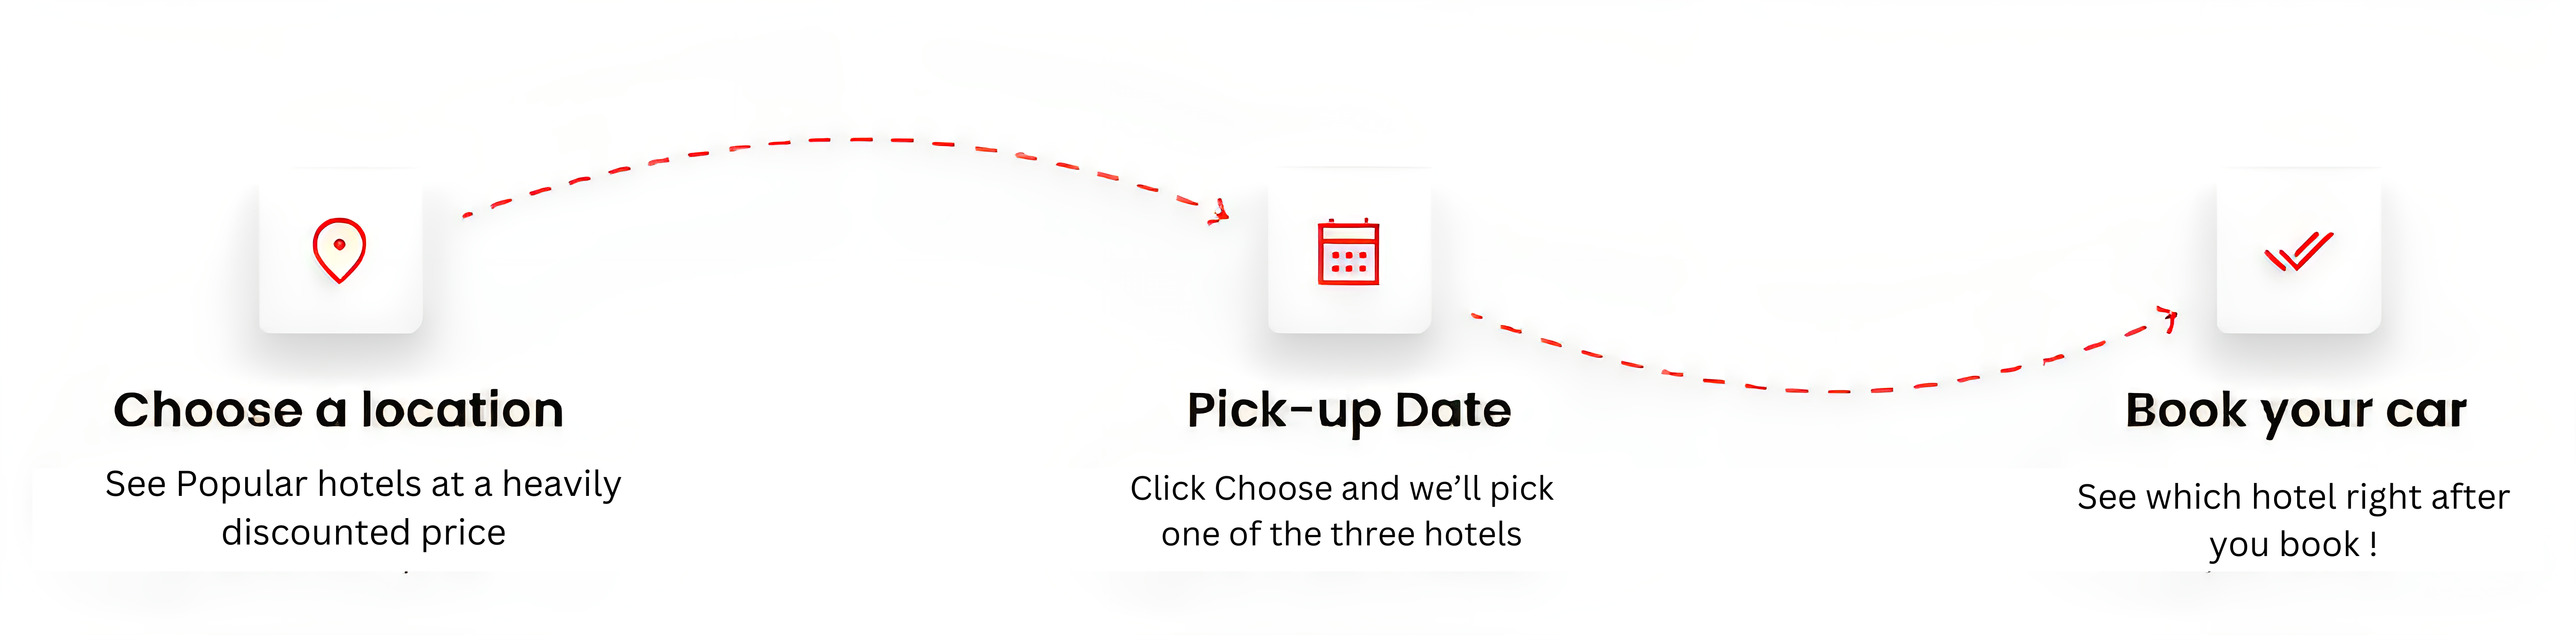 Choose a location
See Popular hotels at a heavily
discounted price
Pick-up Date
Click Choose and we’ll pick
one of the three hotels
Book your car
See which hotel right after
you book !